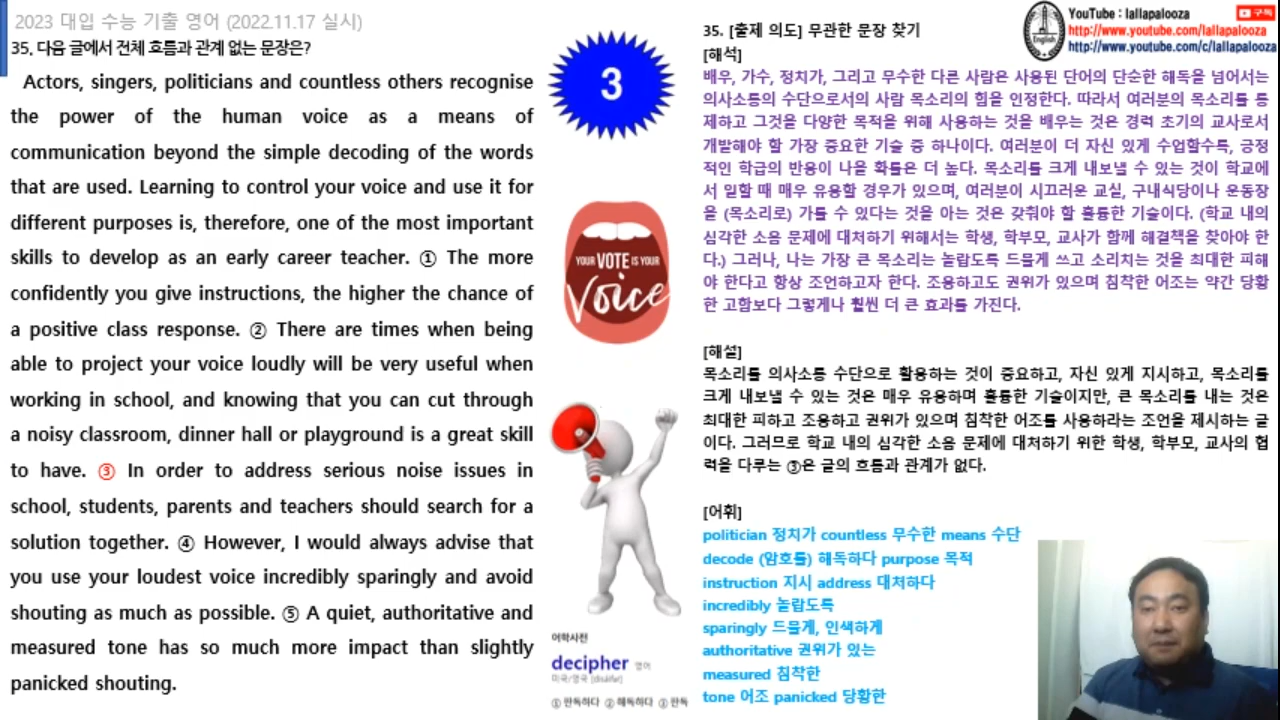 2023 대입 수능 기출 영어 (2022.11.17 실시)
35. 다음 글에서 전체 흐름과 관계 없는 문장은?
Actors, singers, politicians and countless others recognise
the power of the human voice as a means of
communication beyond the simple decoding of the words
that are used. Learning to control your voice and use it for
different purposes is, therefore, one of the most important
skills to develop as an early career teacher. ① The more
confidently you give instructions, the higher the chance of
a positive class response. ② There are times when being
able to project your voice loudly will be very useful when
working in school, and knowing that you can cut through
a noisy classroom, dinner hall or playground is a great skill
to have. ③ In order to address serious noise issues in
school, students, parents and teachers should search for a
solution together. ④ However, I would always advise that
you use your loudest voice incredibly sparingly and avoid
shouting as much as possible. ⑤ A quiet, authoritative and
measured tone has so much more impact than slightly
panicked shouting.
3
YOUR VOTE IS YOUR
Voice
어학사전
decipher 영어
미국/영국 [dɪsáɪfər]
① 판독하다 ② 해독하다 ③ 판독
35. [출제 의도] 무관한 문장 찾기
[해석]
배우, 가수, 정치가, 그리고 무수한 다른 사람은 사용된 단어의 단순한 해독을 넘어서는
의사소통의 수단으로서의 사람 목소리의 힘을 인정한다. 따라서 여러분의 목소리를 통
제하고 그것을 다양한 목적을 위해 사용하는 것을 배우는 것은 경력 초기의 교사로서
개발해야 할 가장 중요한 기술 중 하나이다. 여러분이 더 자신 있게 수업할수록, 긍정
적인 학급의 반응이 나올 확률은 더 높다. 목소리를 크게 내보낼 수 있는 것이 학교에
서 일할 때 매우 유용할 경우가 있으며, 여러분이 시끄러운 교실, 구내식당이나 운동장
을 (목소리로) 가를 수 있다는 것을 아는 것은 갖춰야 할 훌륭한 기술이다. (학교 내의
심각한 소음 문제에 대처하기 위해서는 학생, 학부모, 교사가 함께 해결책을 찾아야 한
다.) 그러나, 나는 가장 큰 목소리는 놀랍도록 드물게 쓰고 소리치는 것을 최대한 피해
야 한다고 항상 조언하고자 한다. 조용하고도 권위가 있으며 침착한 어조는 약간 당황
한 고함보다 그렇게나 훨씬 더 큰 효과를 가진다.
[해설]
목소리를 의사소통 수단으로 활용하는 것이 중요하고, 자신 있게 지시하고, 목소리를
크게 내보낼 수 있는 것은 매우 유용하며 훌륭한 기술이지만, 큰 목소리를 내는 것은
최대한 피하고 조용하고 권위가 있으며 침착한 어조를 사용하라는 조언을 제시하는 글
이다. 그러므로 학교 내의 심각한 소음 문제에 대처하기 위한 학생, 학부모, 교사의 협
력을 다루는 ③은 글의 흐름과 관계가 없다.
[어휘]
politician 정치가 countless 무수한 means 수단
decode (암호를) 해독하다 purpose 목적
instruction 지시 address 대처하다
incredibly 놀랍도록
sparingly 드물게, 인색하게
authoritative 권위가 있는
measured 침착한
tone 어조 panicked 당황한
English
YouTube : lallapalooza
구독
http://www.youtube.com/lallapalooza
http://www.youtube.com/c/lallapalooza